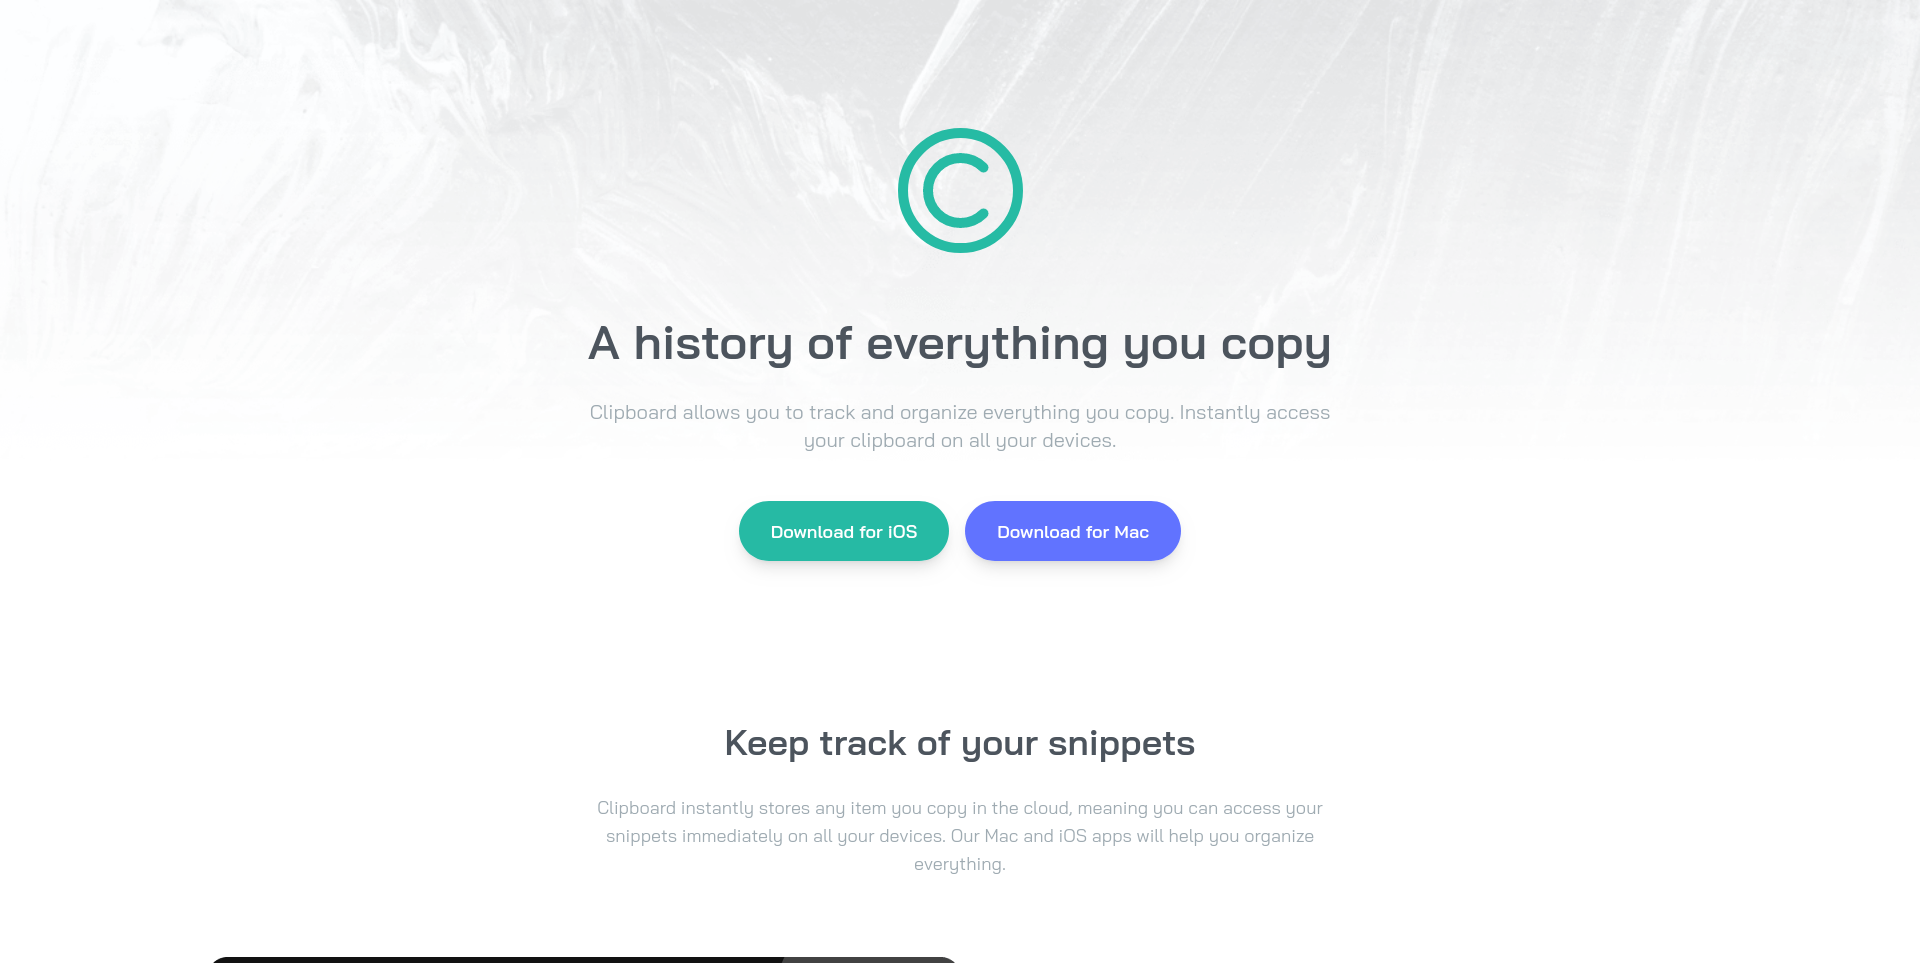 A history of everything you copy
Clipboard allows you to track and organize everything you copy. Instantly access
your clipboard on all your devices.
Download for iOS
Download for Mac
Keep track of your snippets
Clipboard instantly stores any item you copy in the cloud, meaning you can access your
snippets immediately on all your devices. Our Mac and iOS apps will help you organize
everything.